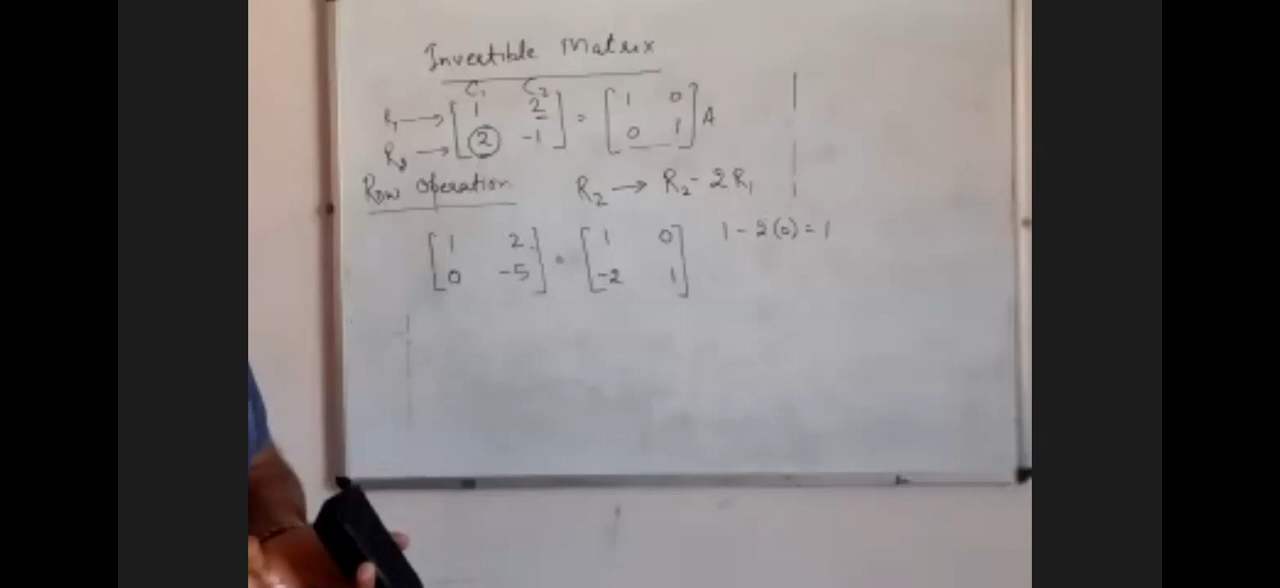 Invertible Matrix
C₁ C₂
R₁ → [1 2] = [1 0] A
R₂ → [2 -1] [0 1]
Row Operation R₂ → R₂ - 2R₁
[1 2] = [1 0] 1 - 2(0) = 1
[0 -5] [-2 1]